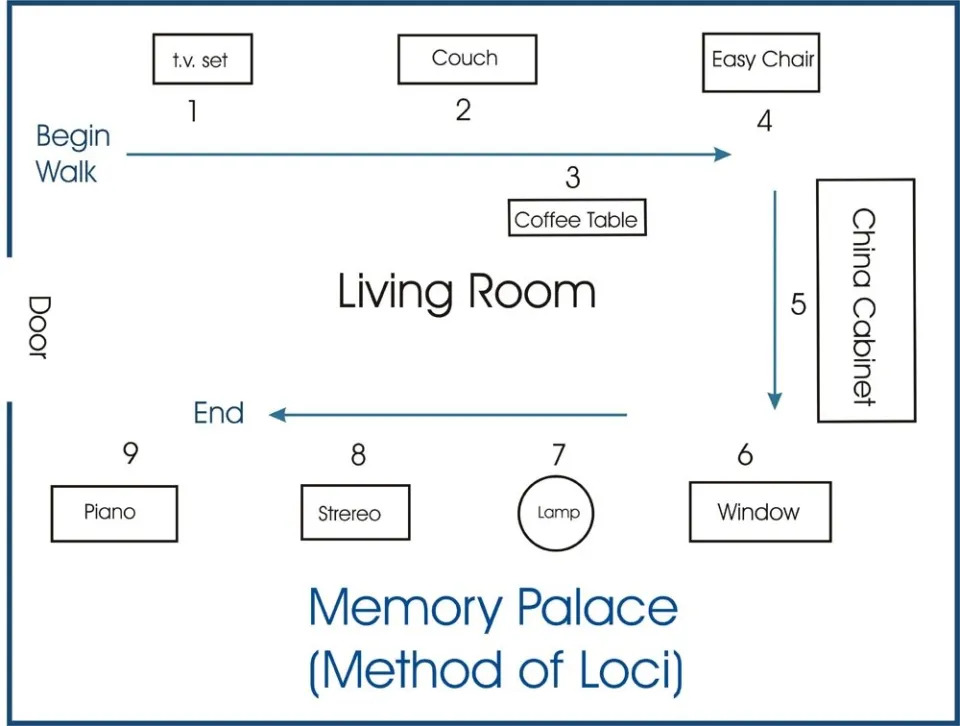 t.v. set
Couch
Easy Chair
1
2
4
Begin
Walk
3
Coffee Table
Living Room
China Cabinet
5
Door
End
9
8
7
6
Piano
Strereo
Lamp
Window
Memory Palace
(Method of Loci)